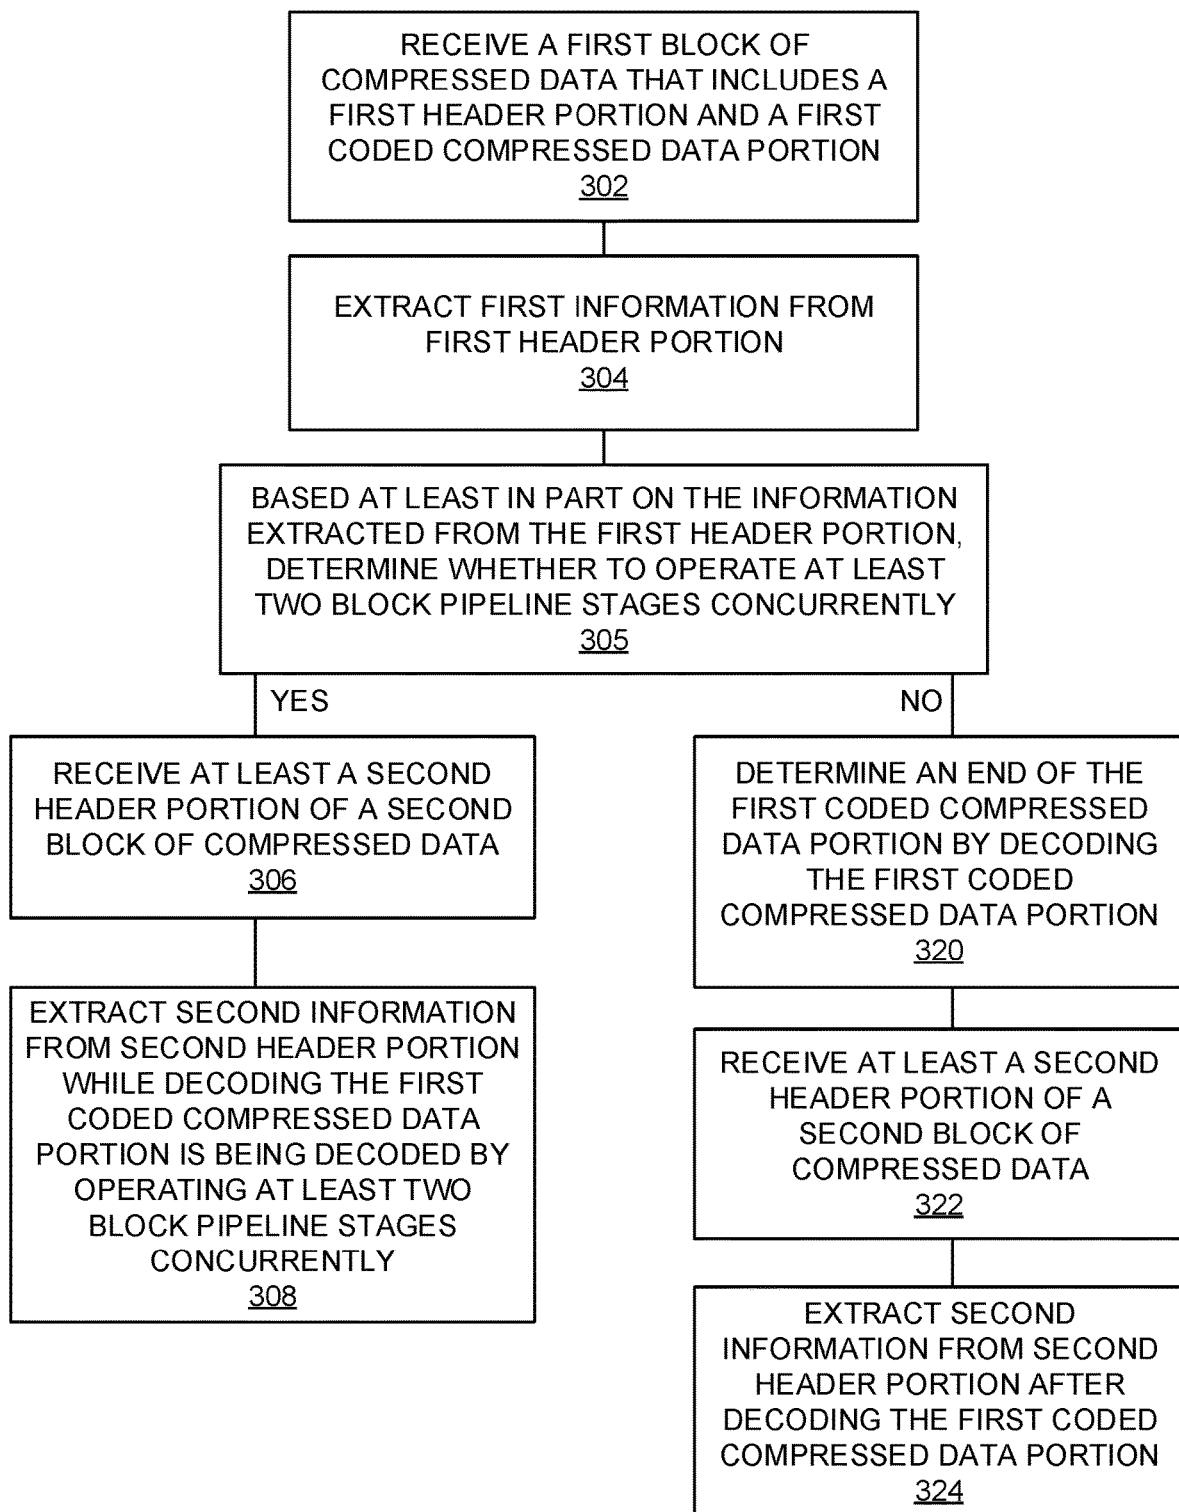 RECEIVE A FIRST BLOCK OF
COMPRESSED DATA THAT INCLUDES A
FIRST HEADER PORTION AND A FIRST
CODED COMPRESSED DATA PORTION
302
EXTRACT FIRST INFORMATION FROM
FIRST HEADER PORTION
304
BASED AT LEAST IN PART ON THE INFORMATION
EXTRACTED FROM THE FIRST HEADER PORTION,
DETERMINE WHETHER TO OPERATE AT LEAST
TWO BLOCK PIPELINE STAGES CONCURRENTLY
305
YES
RECEIVE AT LEAST A SECOND
HEADER PORTION OF A SECOND
BLOCK OF COMPRESSED DATA
306
EXTRACT SECOND INFORMATION
FROM SECOND HEADER PORTION
WHILE DECODING THE FIRST
CODED COMPRESSED DATA
PORTION IS BEING DECODED BY
OPERATING AT LEAST TWO
BLOCK PIPELINE STAGES
CONCURRENTLY
308
NO
DETERMINE AN END OF THE
FIRST CODED COMPRESSED
DATA PORTION BY DECODING
THE FIRST CODED
COMPRESSED DATA PORTION
320
RECEIVE AT LEAST A SECOND
HEADER PORTION OF A
SECOND BLOCK OF
COMPRESSED DATA
322
EXTRACT SECOND
INFORMATION FROM SECOND
HEADER PORTION AFTER
DECODING THE FIRST CODED
COMPRESSED DATA PORTION
324